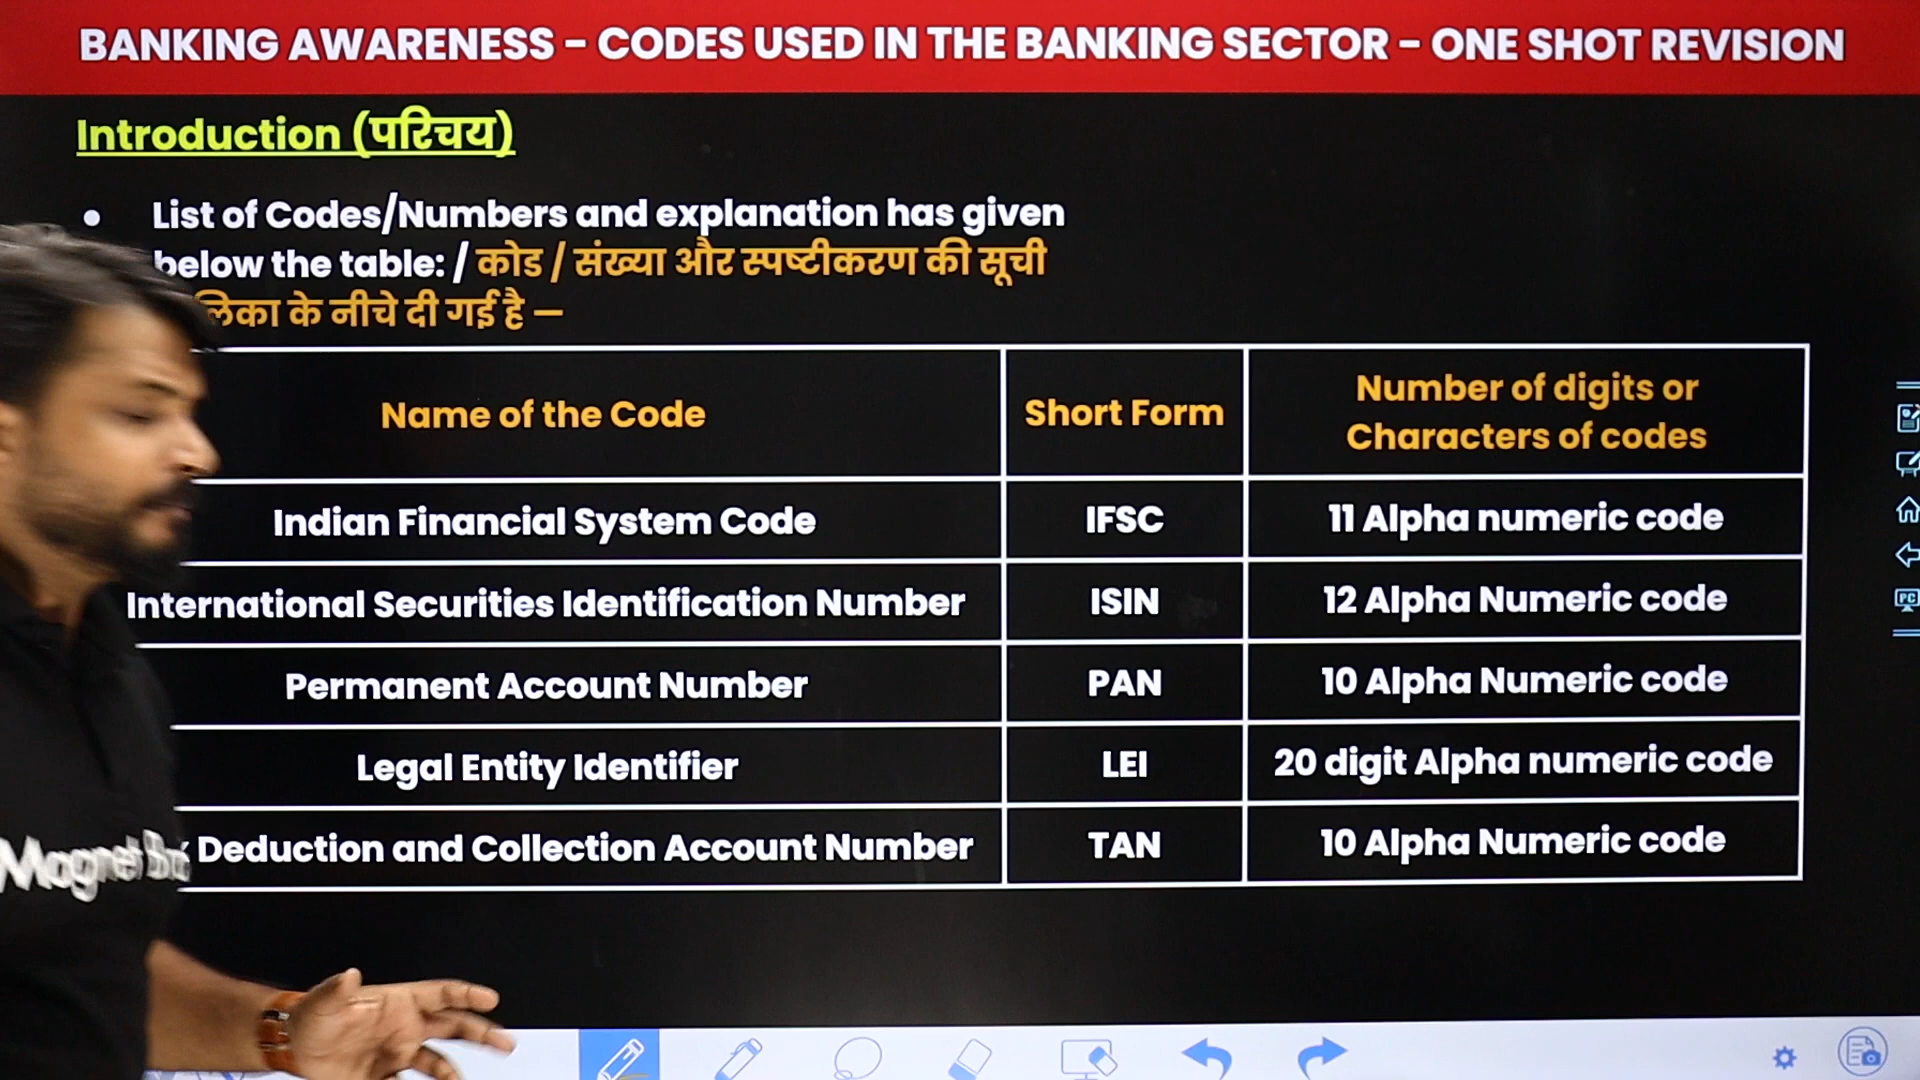 BANKING AWARENESS – CODES USED IN THE BANKING SECTOR – ONE SHOT REVISION
Introduction (परिचय)
• List of Codes/Numbers and explanation has given
below the table: / कोड / संख्या और स्पष्टीकरण की सूची
के नीचे दी गई है —
Name of the Code Short Form Number of digits or
Characters of codes
Indian Financial System Code IFSC 11 Alpha numeric code
International Securities Identification Number ISIN 12 Alpha Numeric code
Permanent Account Number PAN 10 Alpha Numeric code
Legal Entity Identifier LEI 20 digit Alpha numeric code
Deduction and Collection Account Number TAN 10 Alpha Numeric code
Magnet
PC